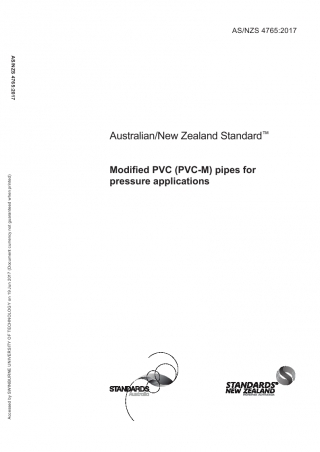 AS/NZS 4765:2017
AS/NZS 4765:2017
Australian/New Zealand Standard™
Modified PVC (PVC-M) pipes for
pressure applications
Accessed by SWINBURNE UNIVERSITY OF TECHNOLOGY on 19 Jun 2017 (Document currency not guaranteed when printed)
STANDARDS
Australia
STANDARDS
NEW ZEALAND